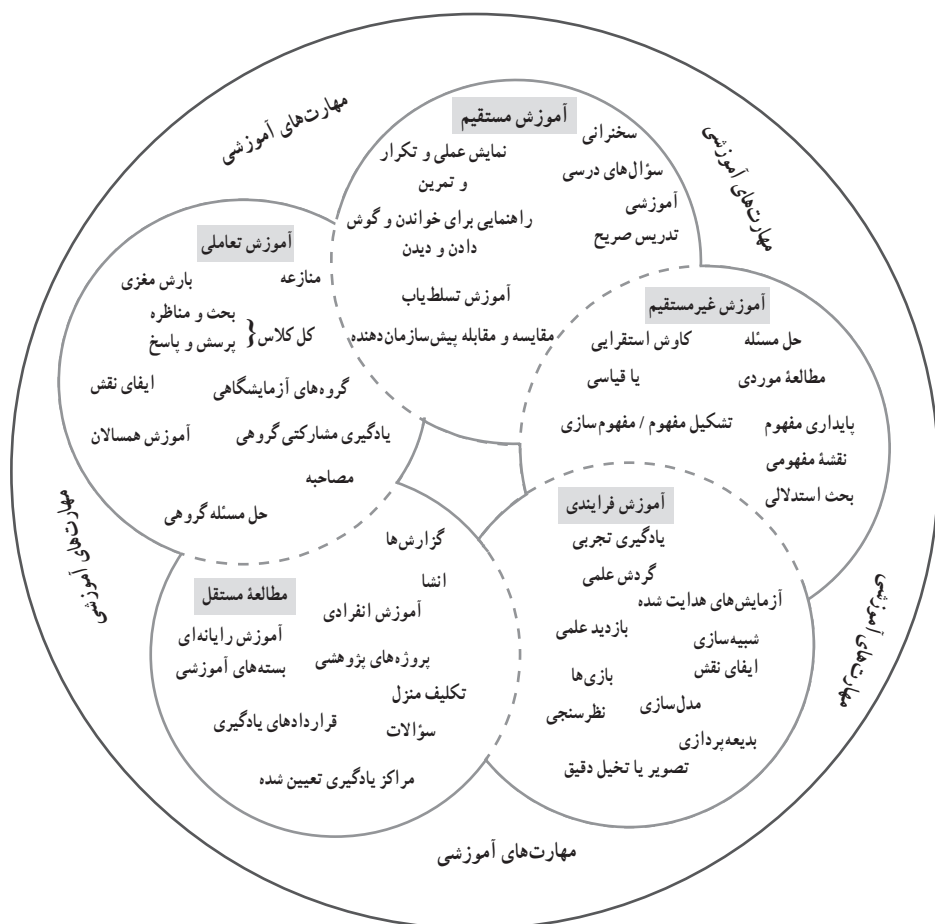 مهارت‌های آموزشی
مهارت‌های آموزشی
آموزش مستقیم
سخنرانی
نمایش عملی و تکرار
و تمرین
سؤال‌های درسی
آموزشی
راهنمایی برای خواندن و گوش
دادن و دیدن
تدریس صریح
آموزش تسلط‌یاب
مقایسه و مقابله پیش‌سازمان‌دهنده
آموزش غیرمستقیم
حل مسئله
کاوش استقرایی
یا قیاسی
مطالعۀ موردی
پایداری مفهوم
تشکیل مفهوم / مفهوم‌سازی
نقشۀ مفهومی
بحث استدلالی
آموزش تعاملی
منازعه
بارش مغزی
بحث و مناظره
کل کلاس {
پرسش و پاسخ
گروه‌های آزمایشگاهی
ایفای نقش
یادگیری مشارکتی گروهی
آموزش همسالان
مصاحبه
حل مسئله گروهی
آموزش فرایندی
یادگیری تجربی
گردش علمی
آزمایش‌های هدایت شده
بازدید علمی
شبیه‌سازی
ایفای نقش
بازی‌ها
مدل‌سازی
نظرسنجی
بدیعه‌پردازی
تصویر یا تخیل دقیق
گزارش‌ها
انشا
مطالعۀ مستقل
آموزش انفرادی
آموزش رایانه‌ای
پروژه‌های پژوهشی
بسته‌های آموزشی
تکلیف منزل
قراردادهای یادگیری
سؤالات
مراکز یادگیری تعیین شده
مهارت‌های آموزشی
مهارت‌های آموزشی
مهارت‌های آموزشی